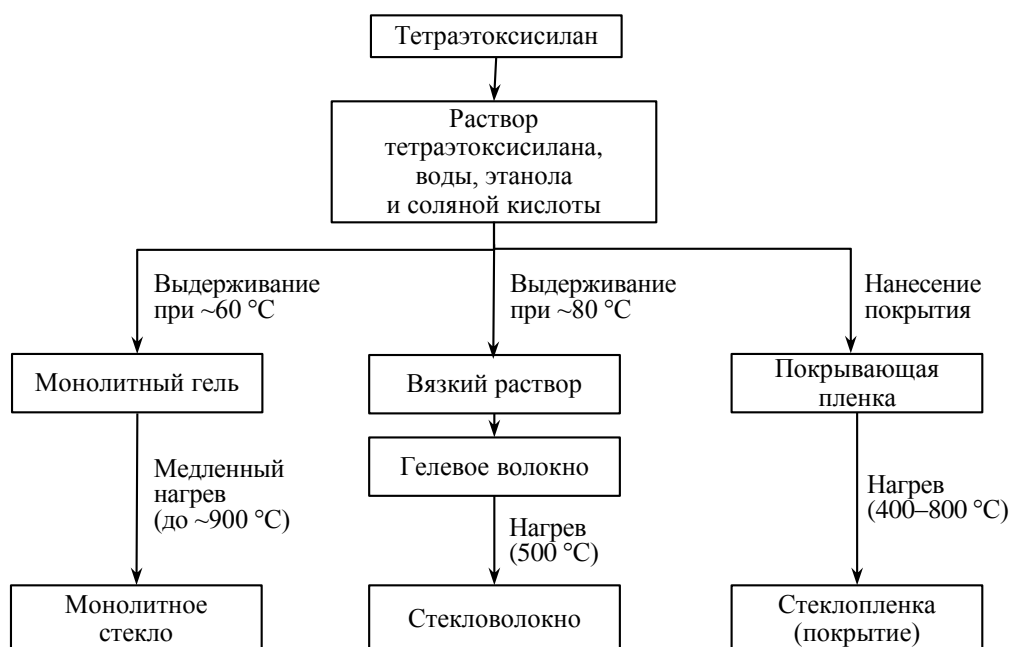 Тетраэтоксисилан
Раствор
тетраэтоксисилана,
воды, этанола
и соляной кислоты
Выдерживание
при ~60 °C
Выдерживание
при ~80 °C
Нанесение
покрытия
Монолитный гель
Вязкий раствор
Покрывающая
пленка
Гелевое волокно
Медленный
нагрев
(до ~900 °C)
Нагрев
(500 °C)
Нагрев
(400–800 °C)
Монолитное
стекло
Стекловолокно
Стеклопленка
(покрытие)